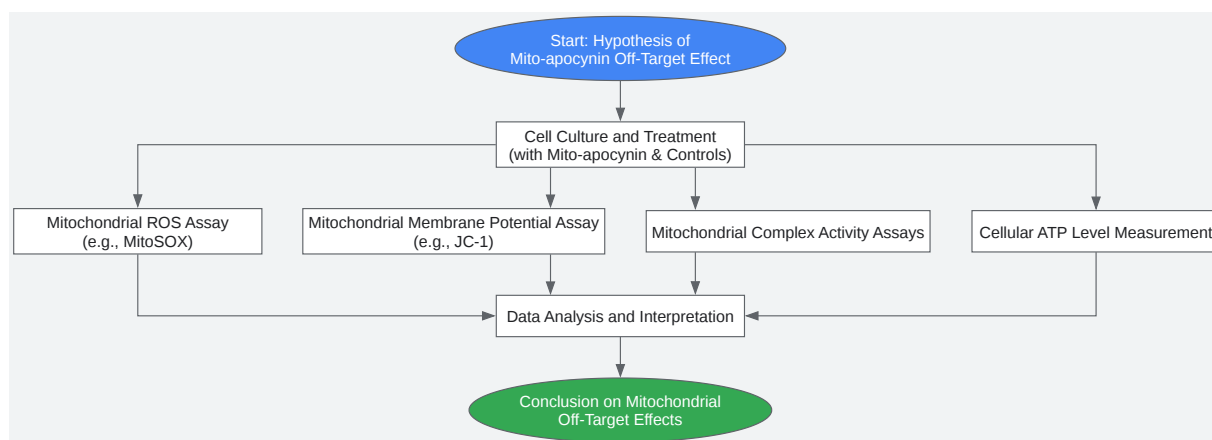 Start: Hypothesis of
Mito-apocynin Off-Target Effect
Cell Culture and Treatment
(with Mito-apocynin & Controls)
Mitochondrial ROS Assay
(e.g., MitoSOX)
Mitochondrial Membrane Potential Assay
(e.g., JC-1)
Mitochondrial Complex Activity Assays
Cellular ATP Level Measurement
Data Analysis and Interpretation
Conclusion on Mitochondrial
Off-Target Effects